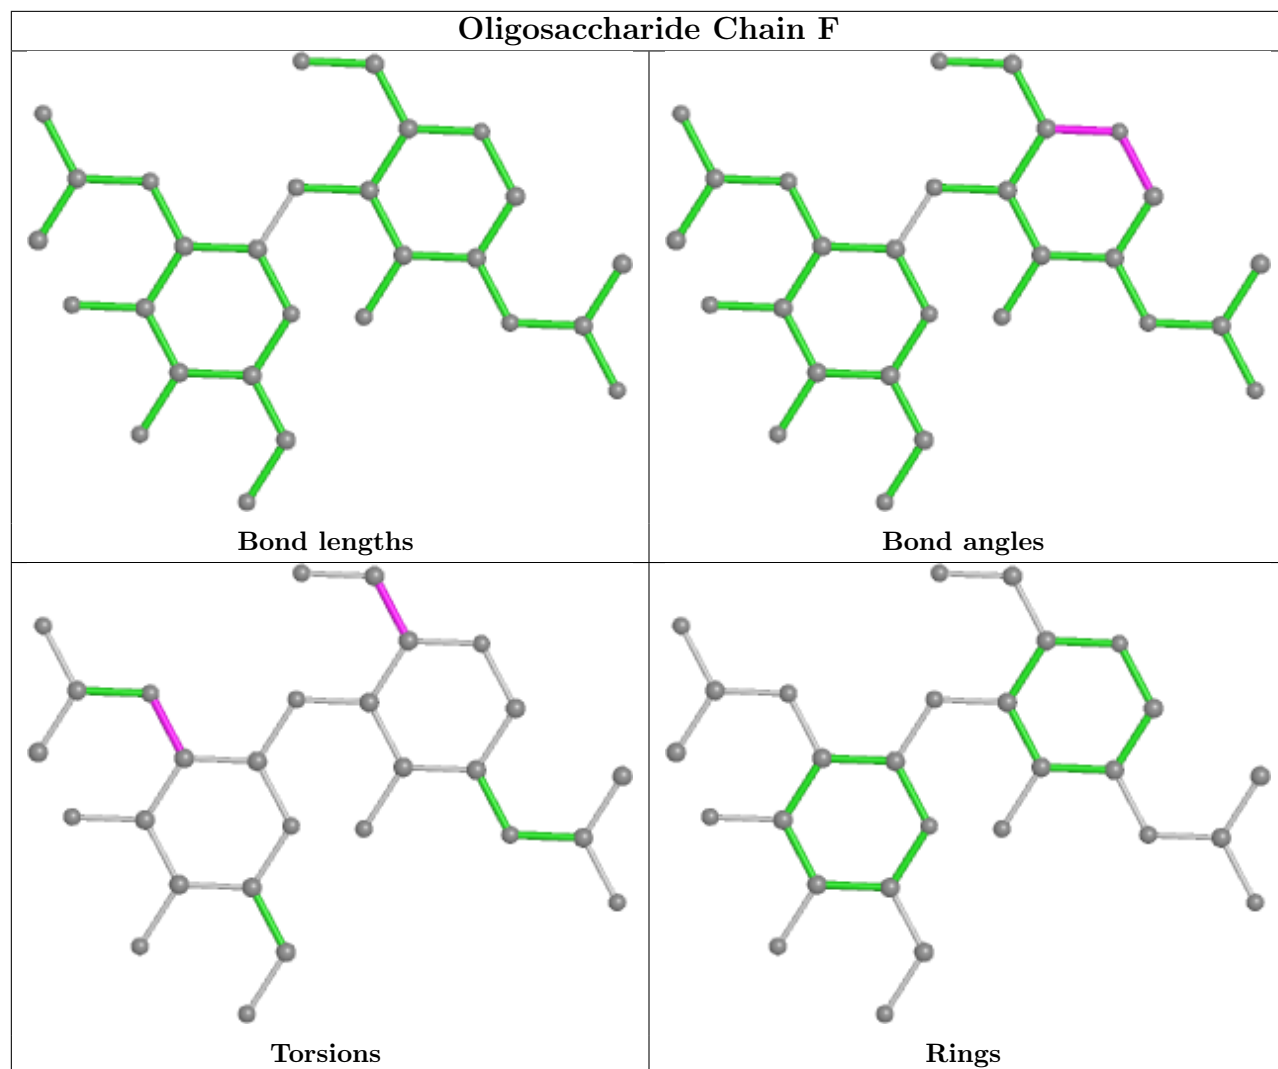 Oligosaccharide Chain F
Bond lengths
Bond angles
Torsions
Rings